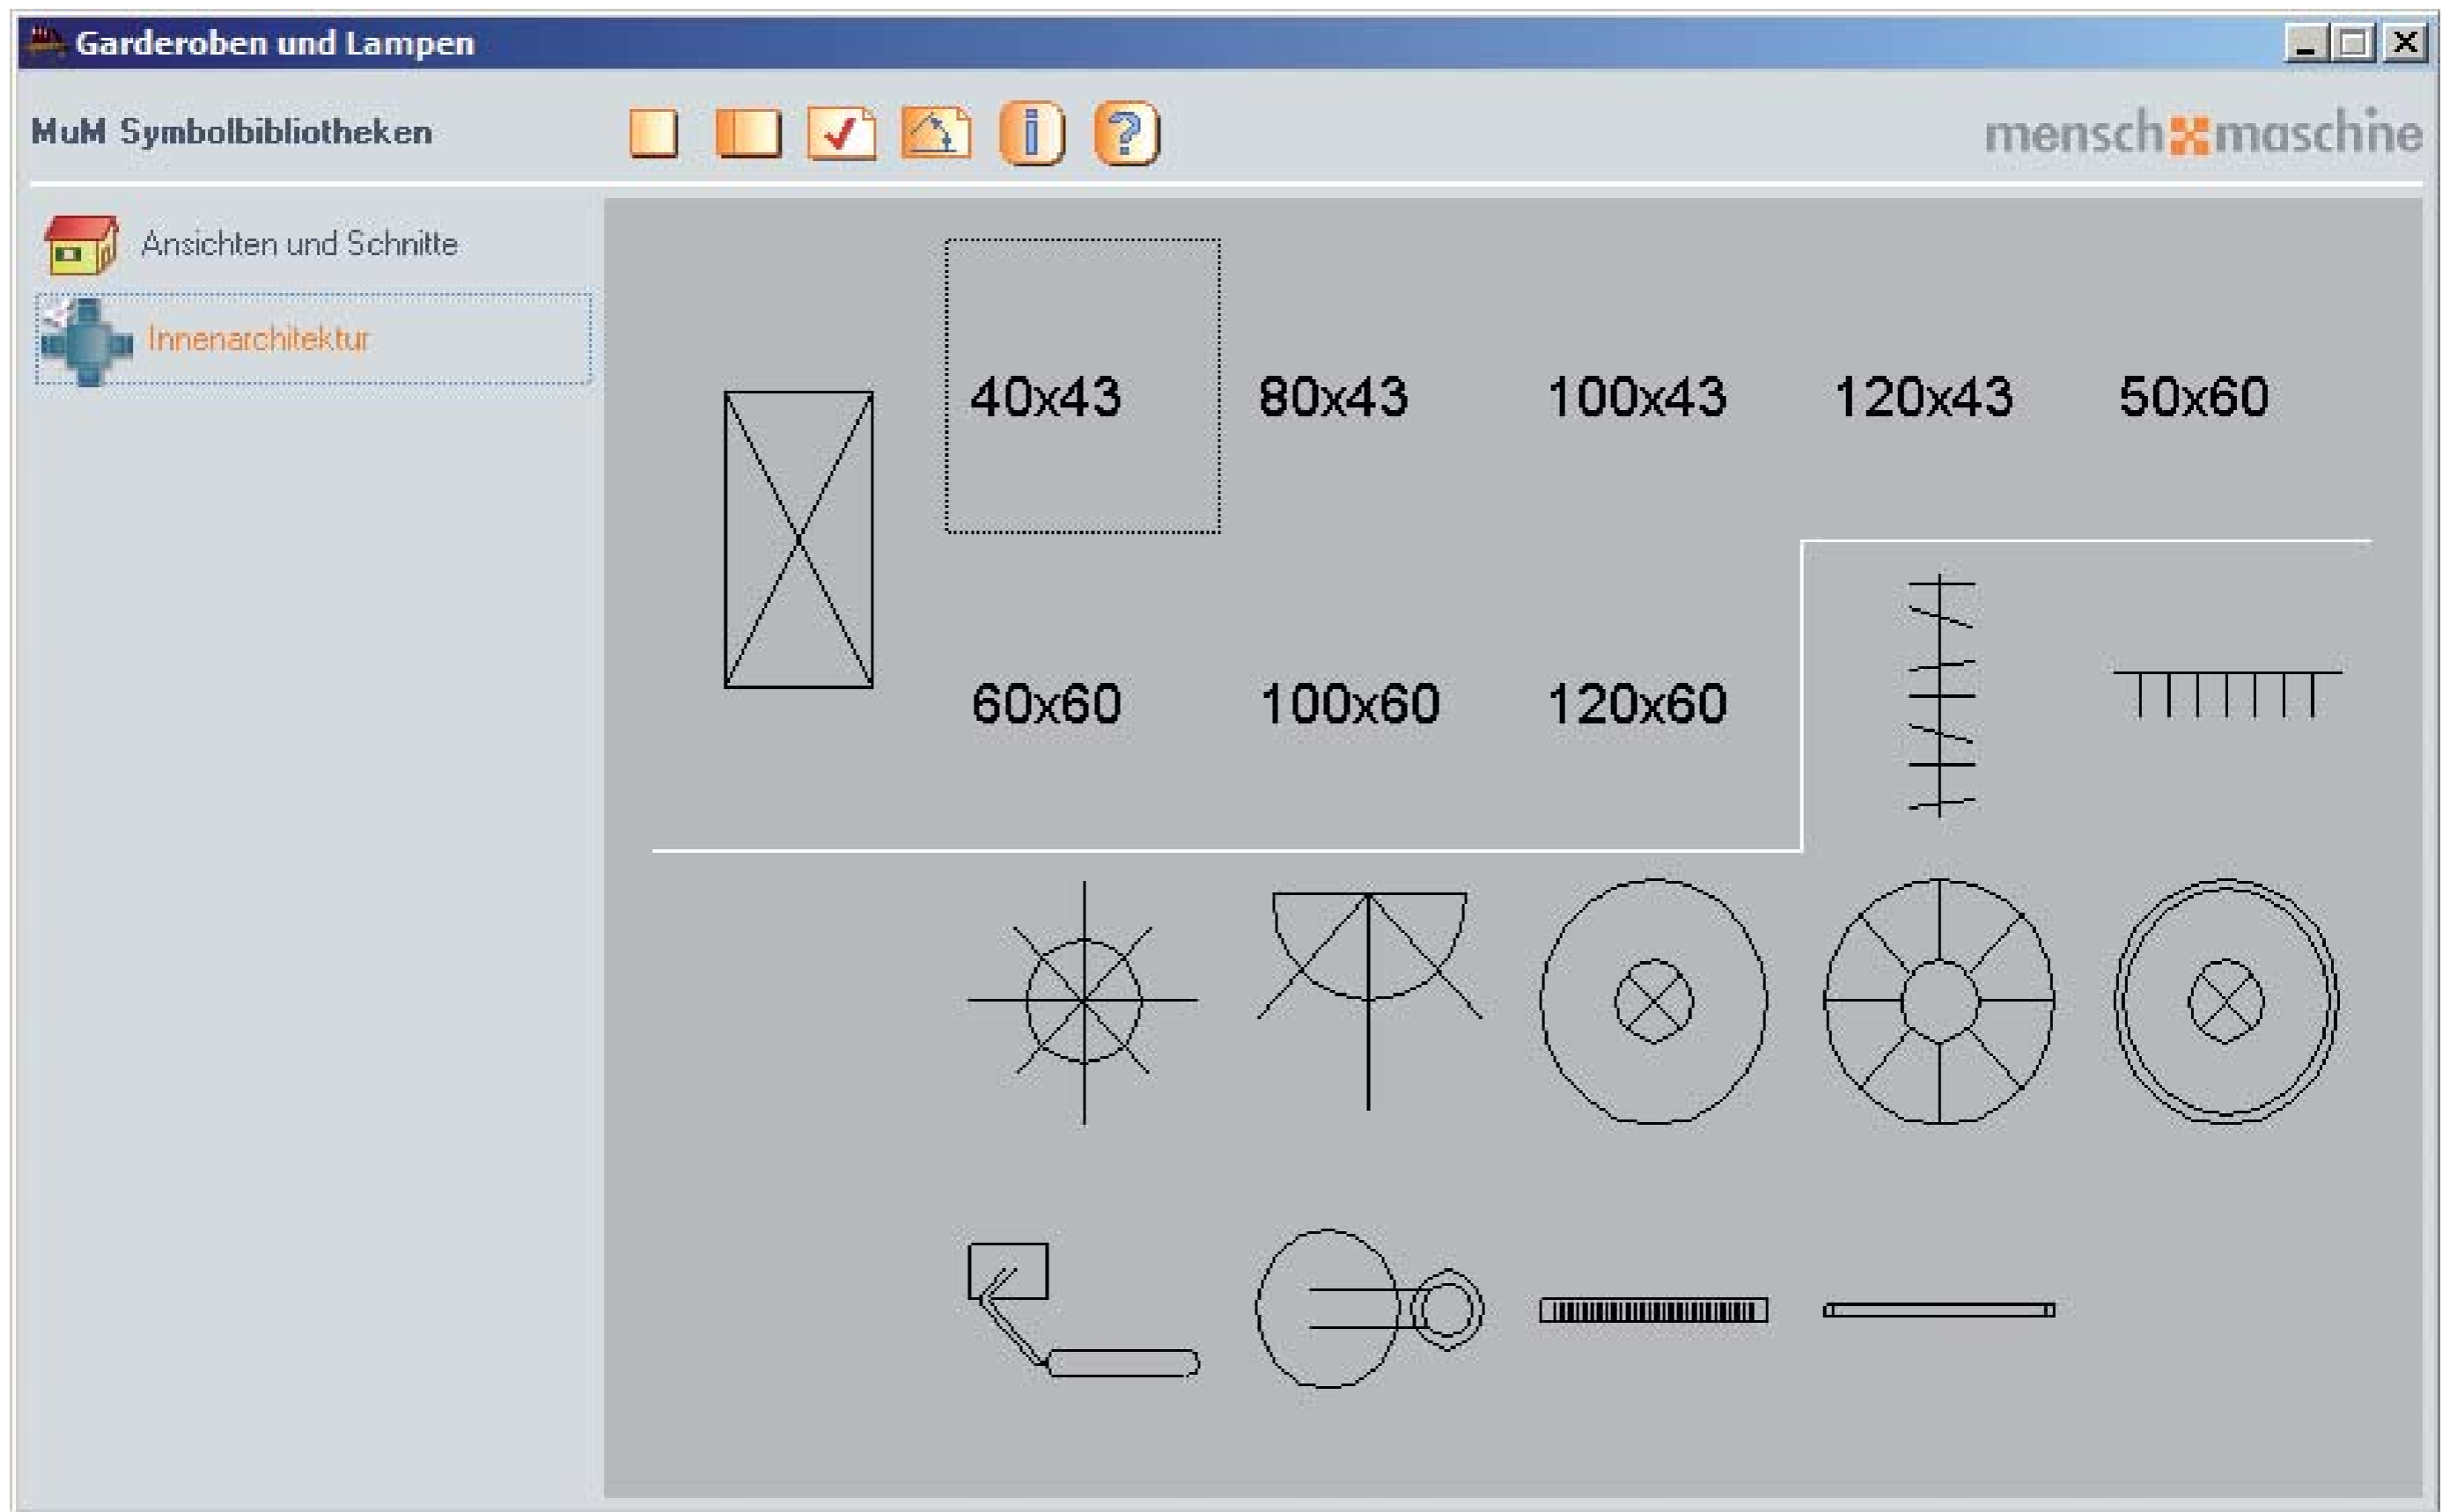 Garderoben und Lampen
MuM Symbolbibliotheken
mensch maschine
Ansichten und Schnitte
Innenarchitektur
40x43 80x43 100x43 120x43 50x60
60x60 100x60 120x60